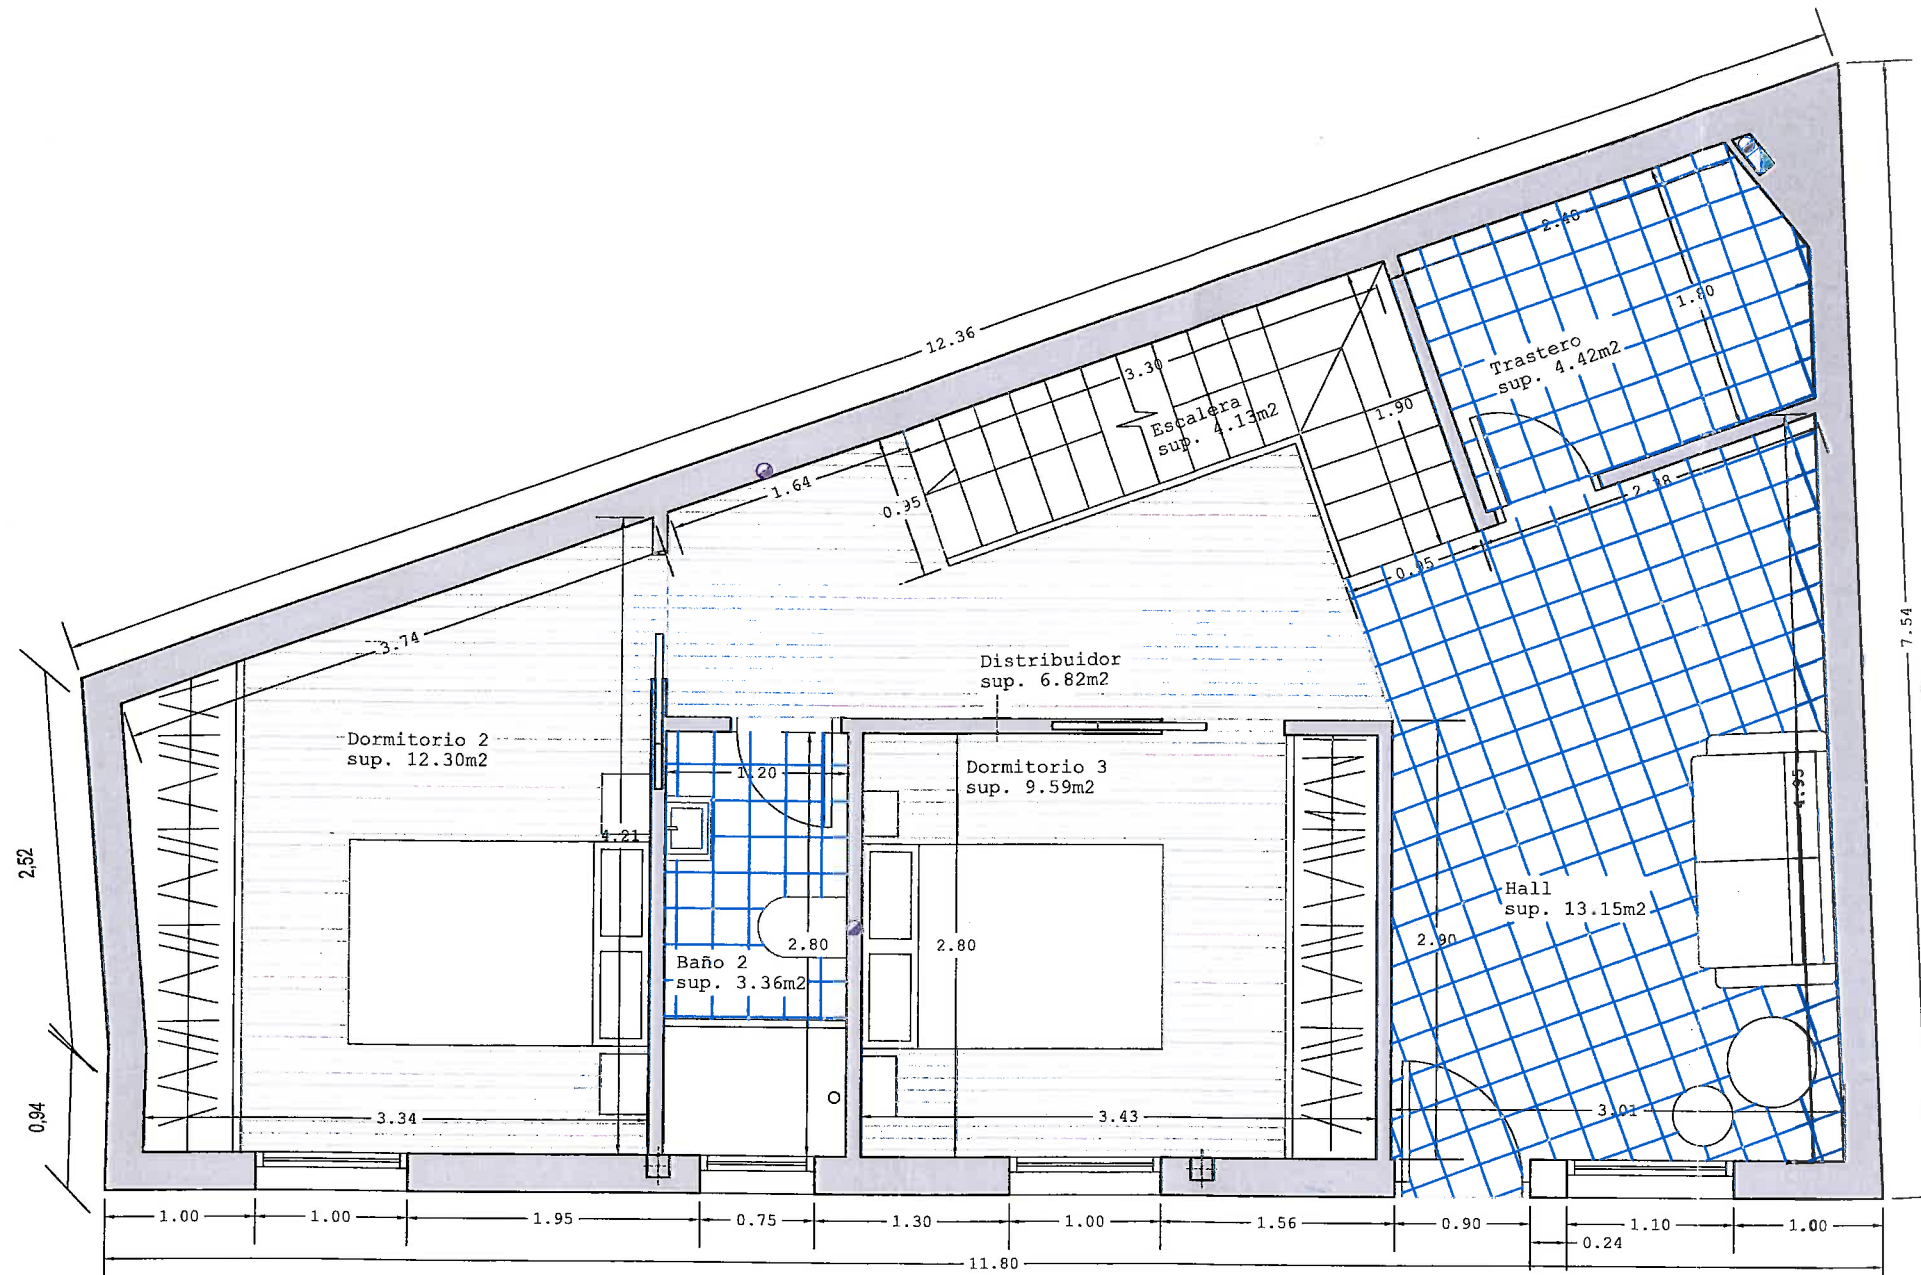 12.36
2.40
1.80
Trastero
sup. 4.42m2
3.30
Escalera
sup. 4.13m2
1.90
1.64
0.95
2.38
0.95
7.54
3.74
Distribuidor
sup. 6.82m2
Dormitorio 2
sup. 12.30m2
1.20
Dormitorio 3
sup. 9.59m2
4.95
4.21
2,52
Hall
sup. 13.15m2
2.80
2.80
2.90
Baño 2
sup. 3.36m2
0,94
3.34
3.43
3.01
1.00
1.00
1.95
0.75
1.30
1.00
1.56
0.90
1.10
1.00
0.24
11.80